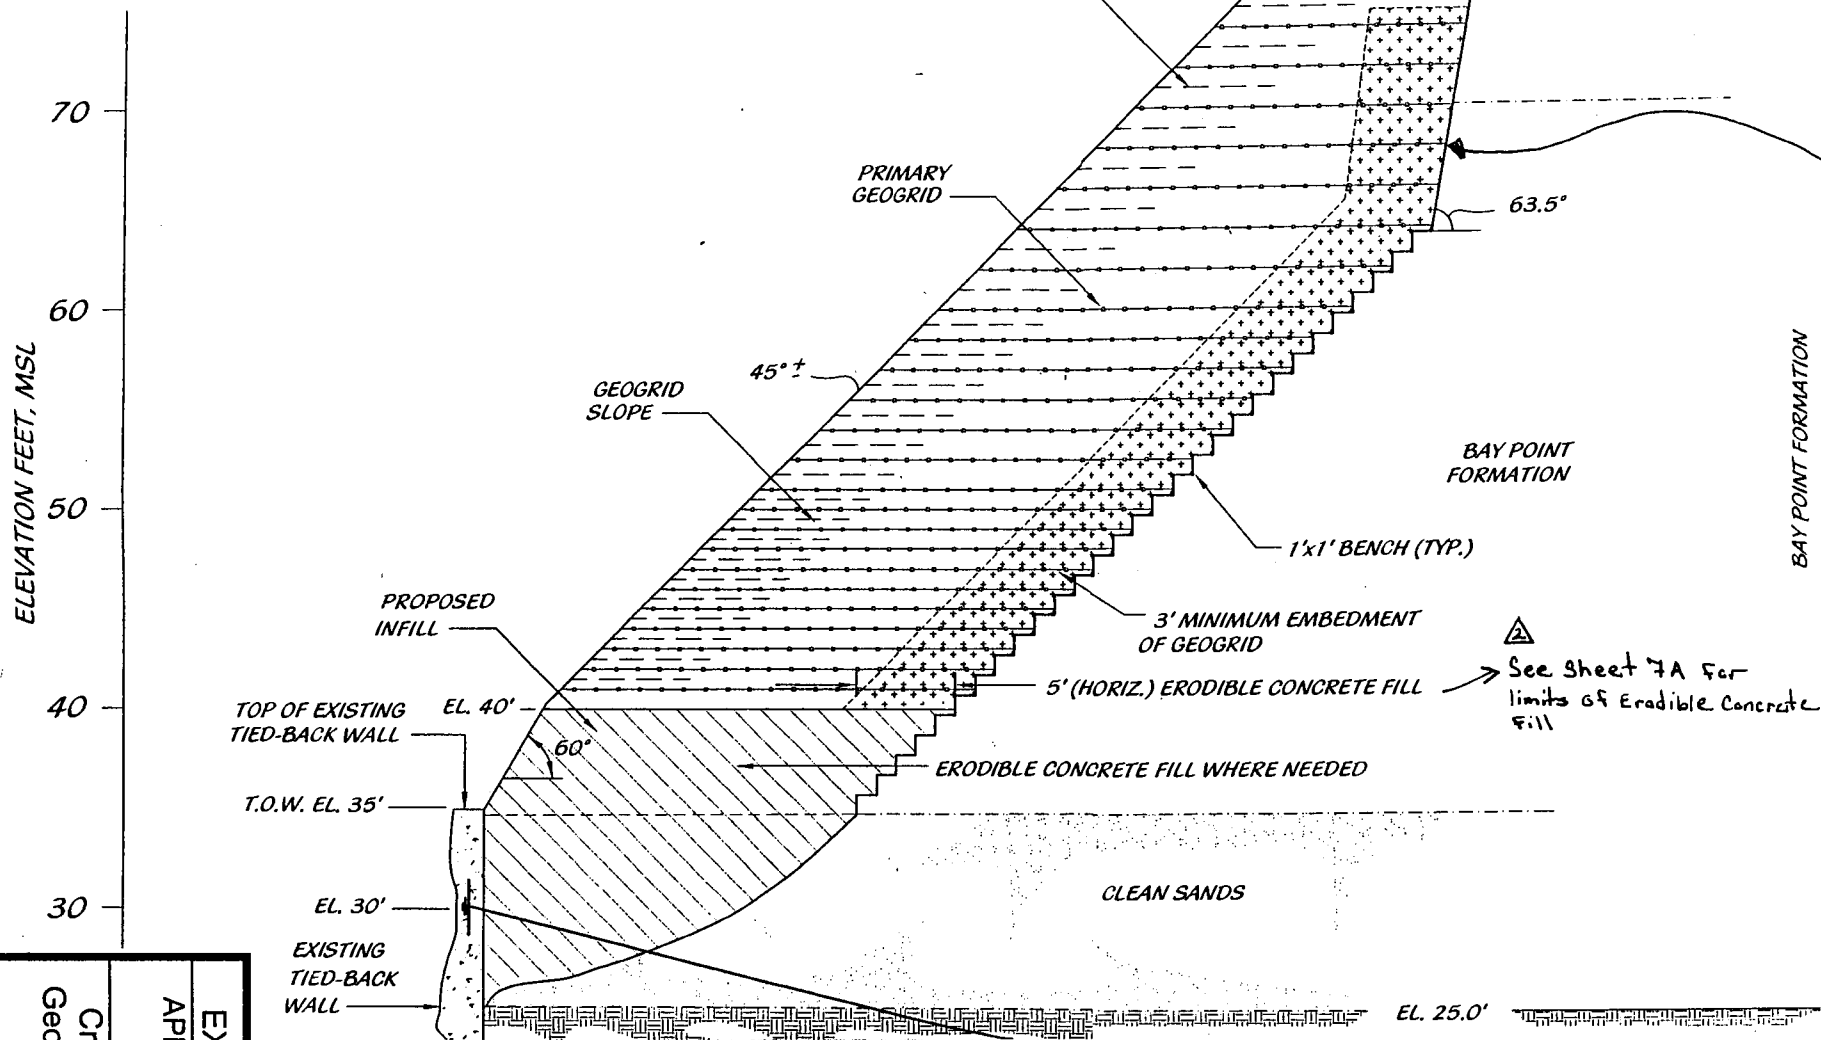 70
60
50
40
30
ELEVATION FEET, MSL
PRIMARY
GEOGRID
63.5°
45° ±
GEOGRID
SLOPE
BAY POINT
FORMATION
BAY POINT FORMATION
1'x1' BENCH (TYP.)
PROPOSED
INFILL
3' MINIMUM EMBEDMENT
OF GEOGRID
2
See Sheet 7A For
limits of Erodible Concrete
Fill
5' (HORIZ.) ERODIBLE CONCRETE FILL
EL. 40'
TOP OF EXISTING
TIED-BACK WALL
60°
ERODIBLE CONCRETE FILL WHERE NEEDED
T.O.W. EL. 35'
CLEAN SANDS
EL. 30'
EXISTING
TIED-BACK
WALL
EL. 25.0'